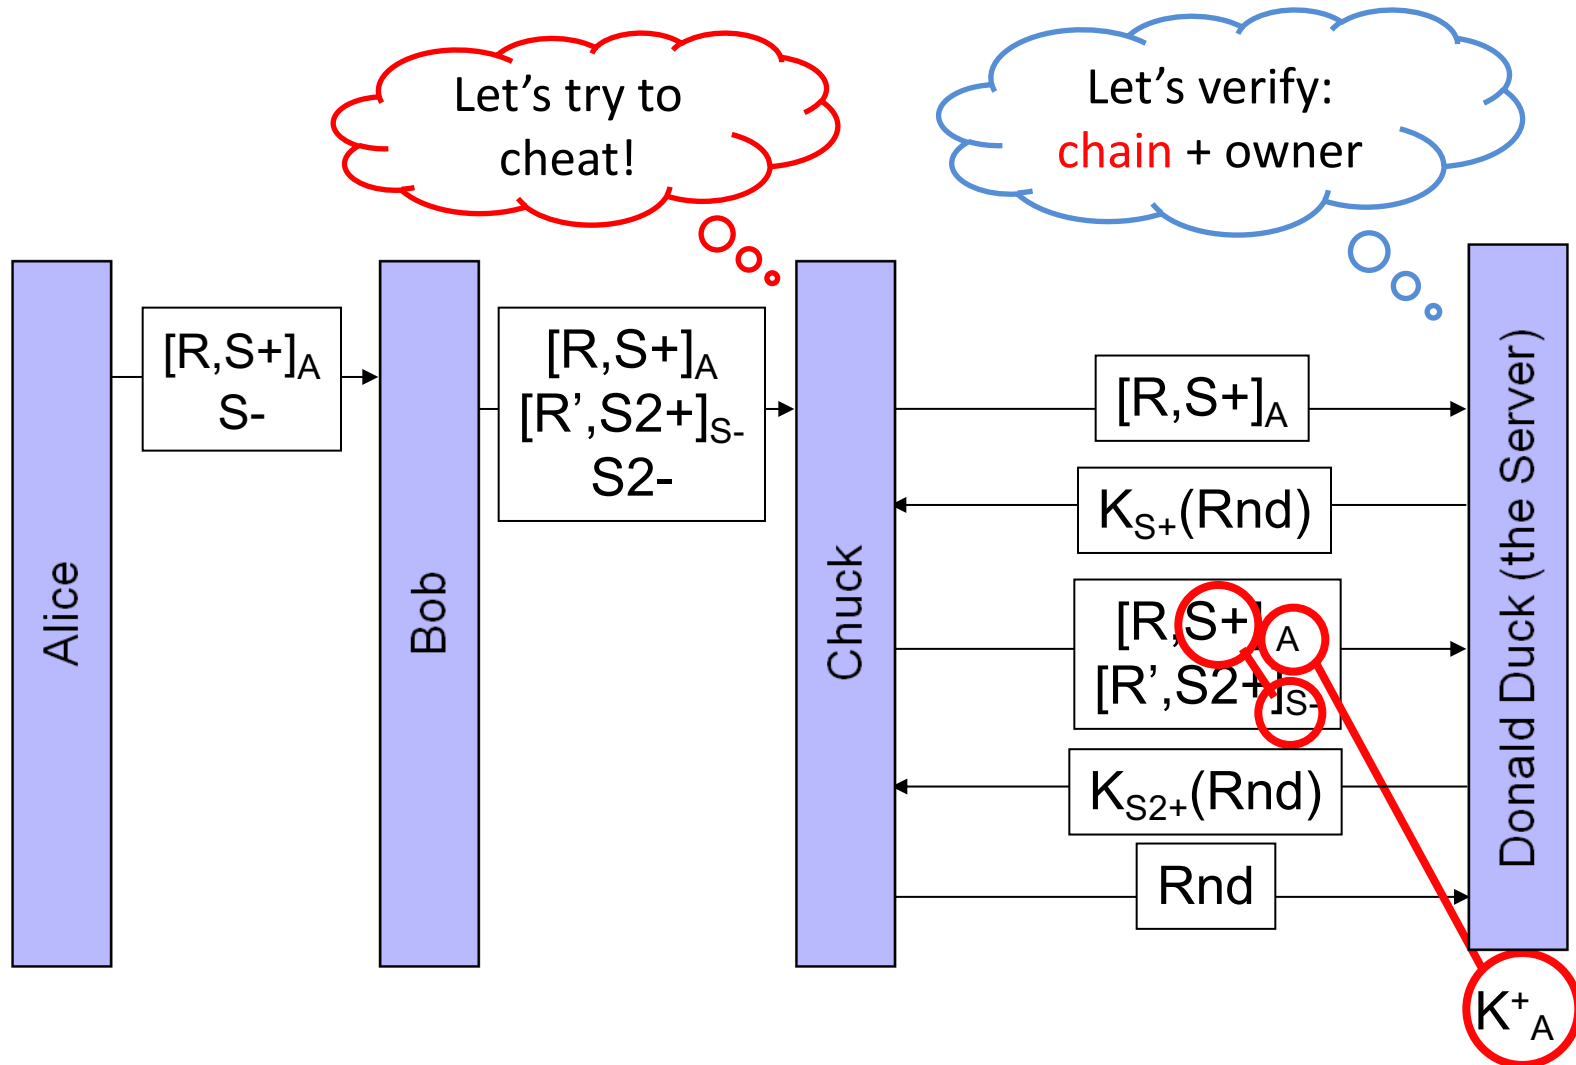 Let's try to
cheat!
Let's verify:
chain + owner
Alice
[R,S+]A
S-
Bob
[R,S+]A
[R',S2+]S-
S2-
Chuck
[R,S+]A
KS+(Rnd)
[R,S+ A
[R',S2+]S-
KS2+(Rnd)
Rnd
Donald Duck (the Server)
K+A